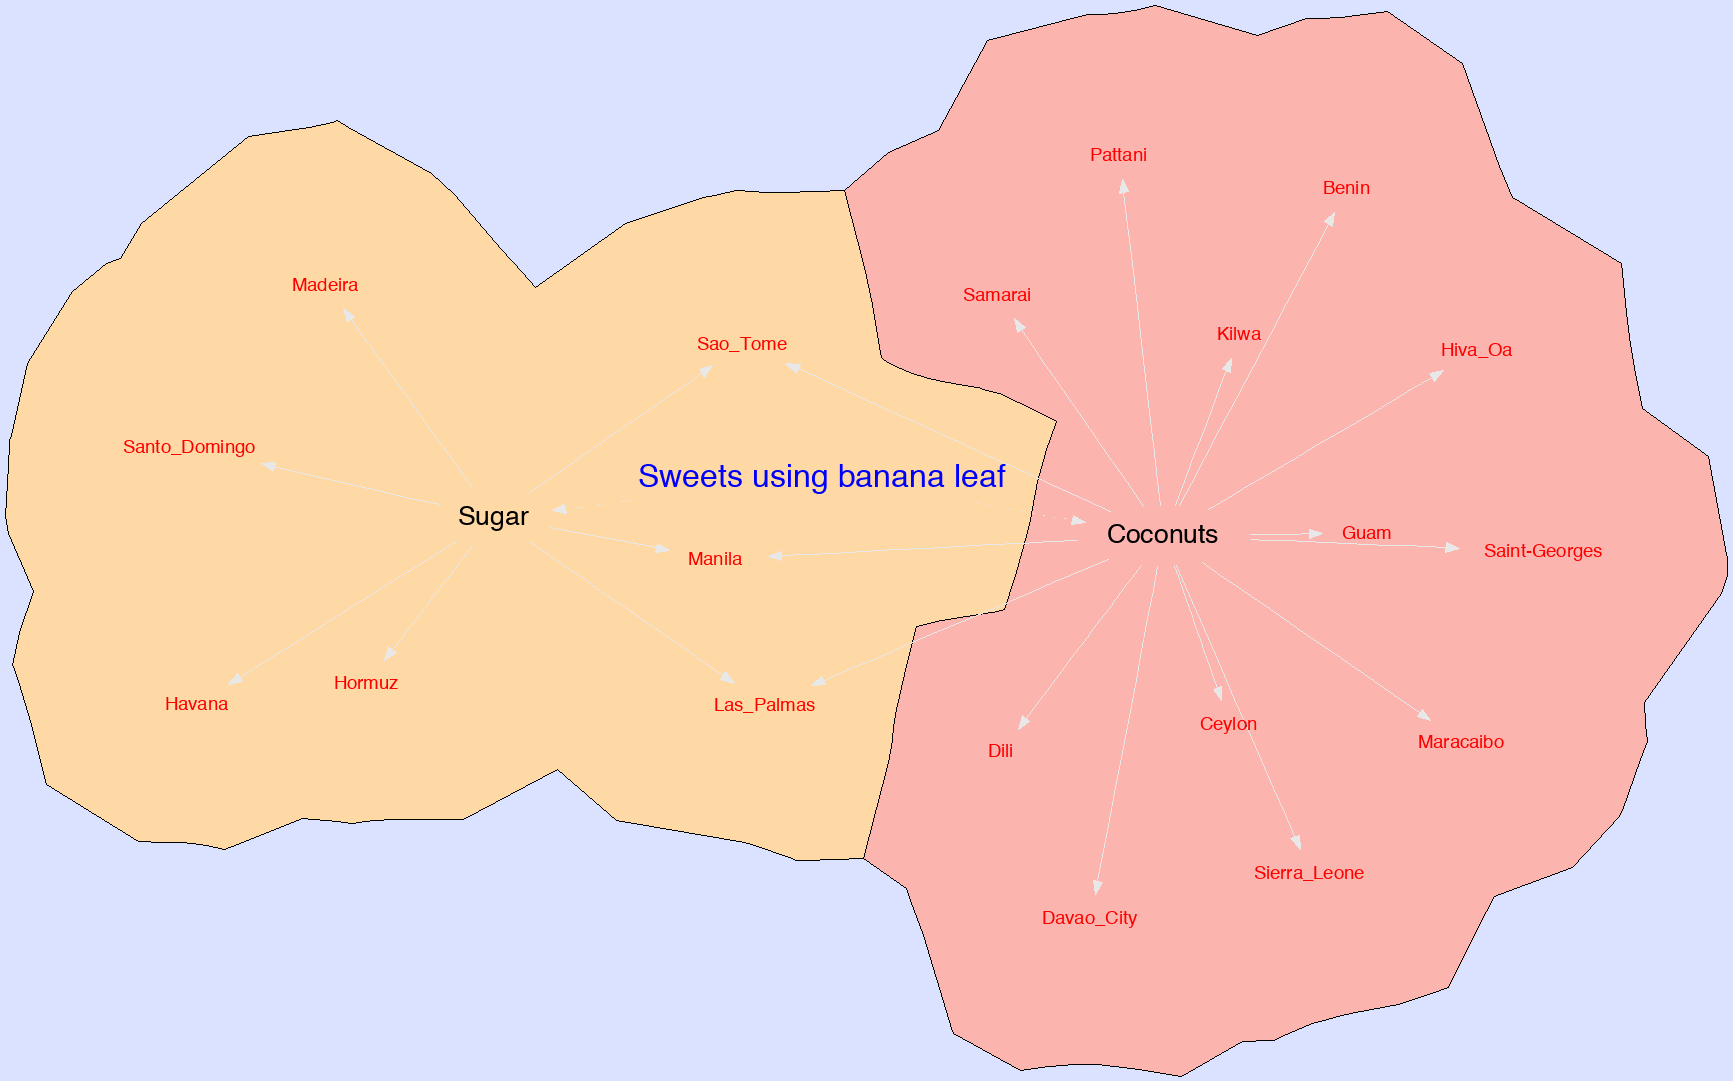 Pattani
Benin
Madeira
Samarai
Kilwa
Sao_Tome
Hiva_Oa
Santo_Domingo
Sweets using banana leaf
Sugar
Coconuts
Guam
Manila
Saint-Georges
Havana
Hormuz
Las_Palmas
Ceylon
Dili
Maracaibo
Sierra_Leone
Davao_City